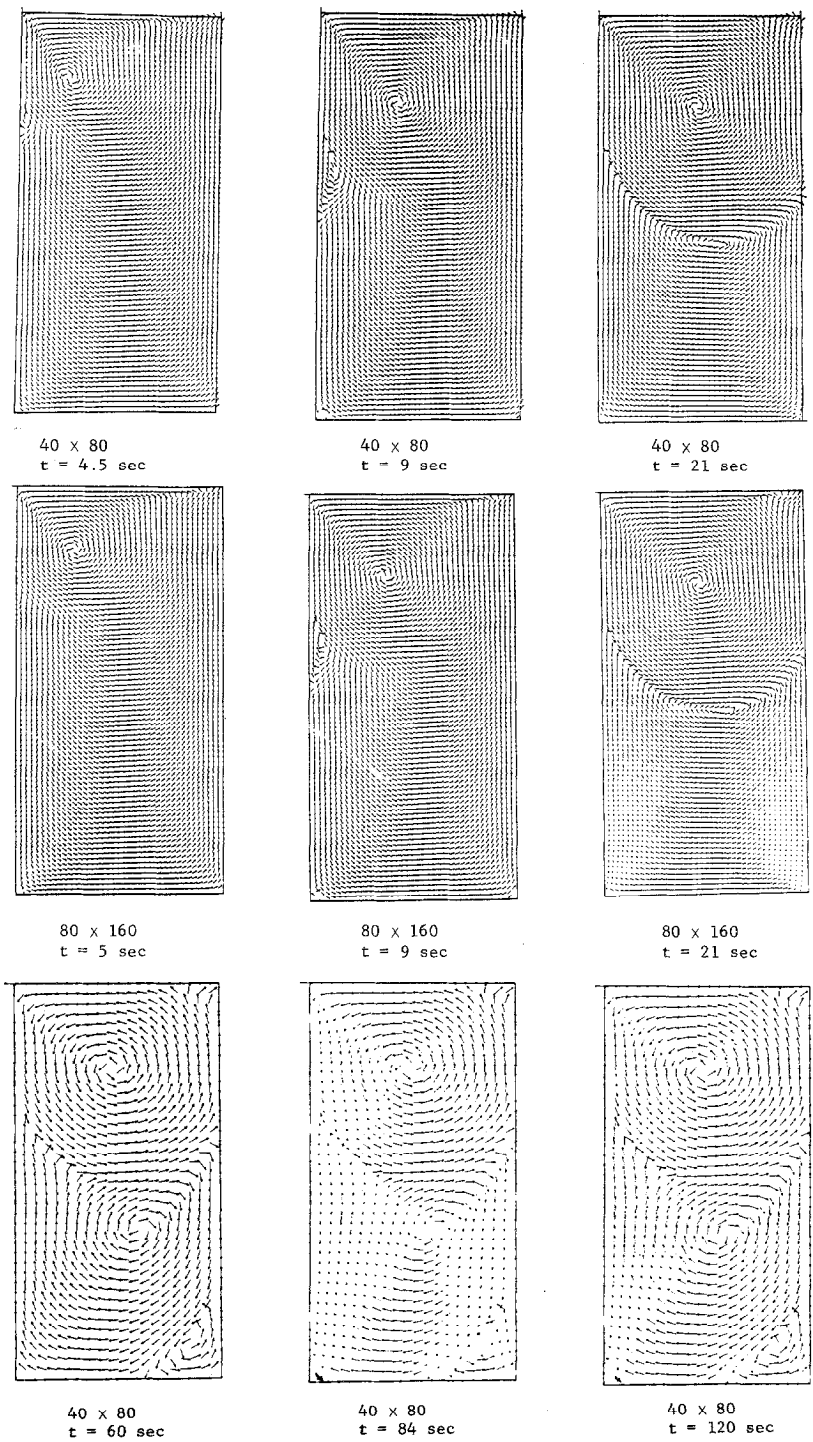 40 × 80
t = 4.5 sec
40 × 80
t = 9 sec
40 × 80
t = 21 sec
80 × 160
t = 5 sec
80 × 160
t = 9 sec
80 × 160
t = 21 sec
40 × 80
t = 60 sec
40 × 80
t = 84 sec
40 × 80
t = 120 sec